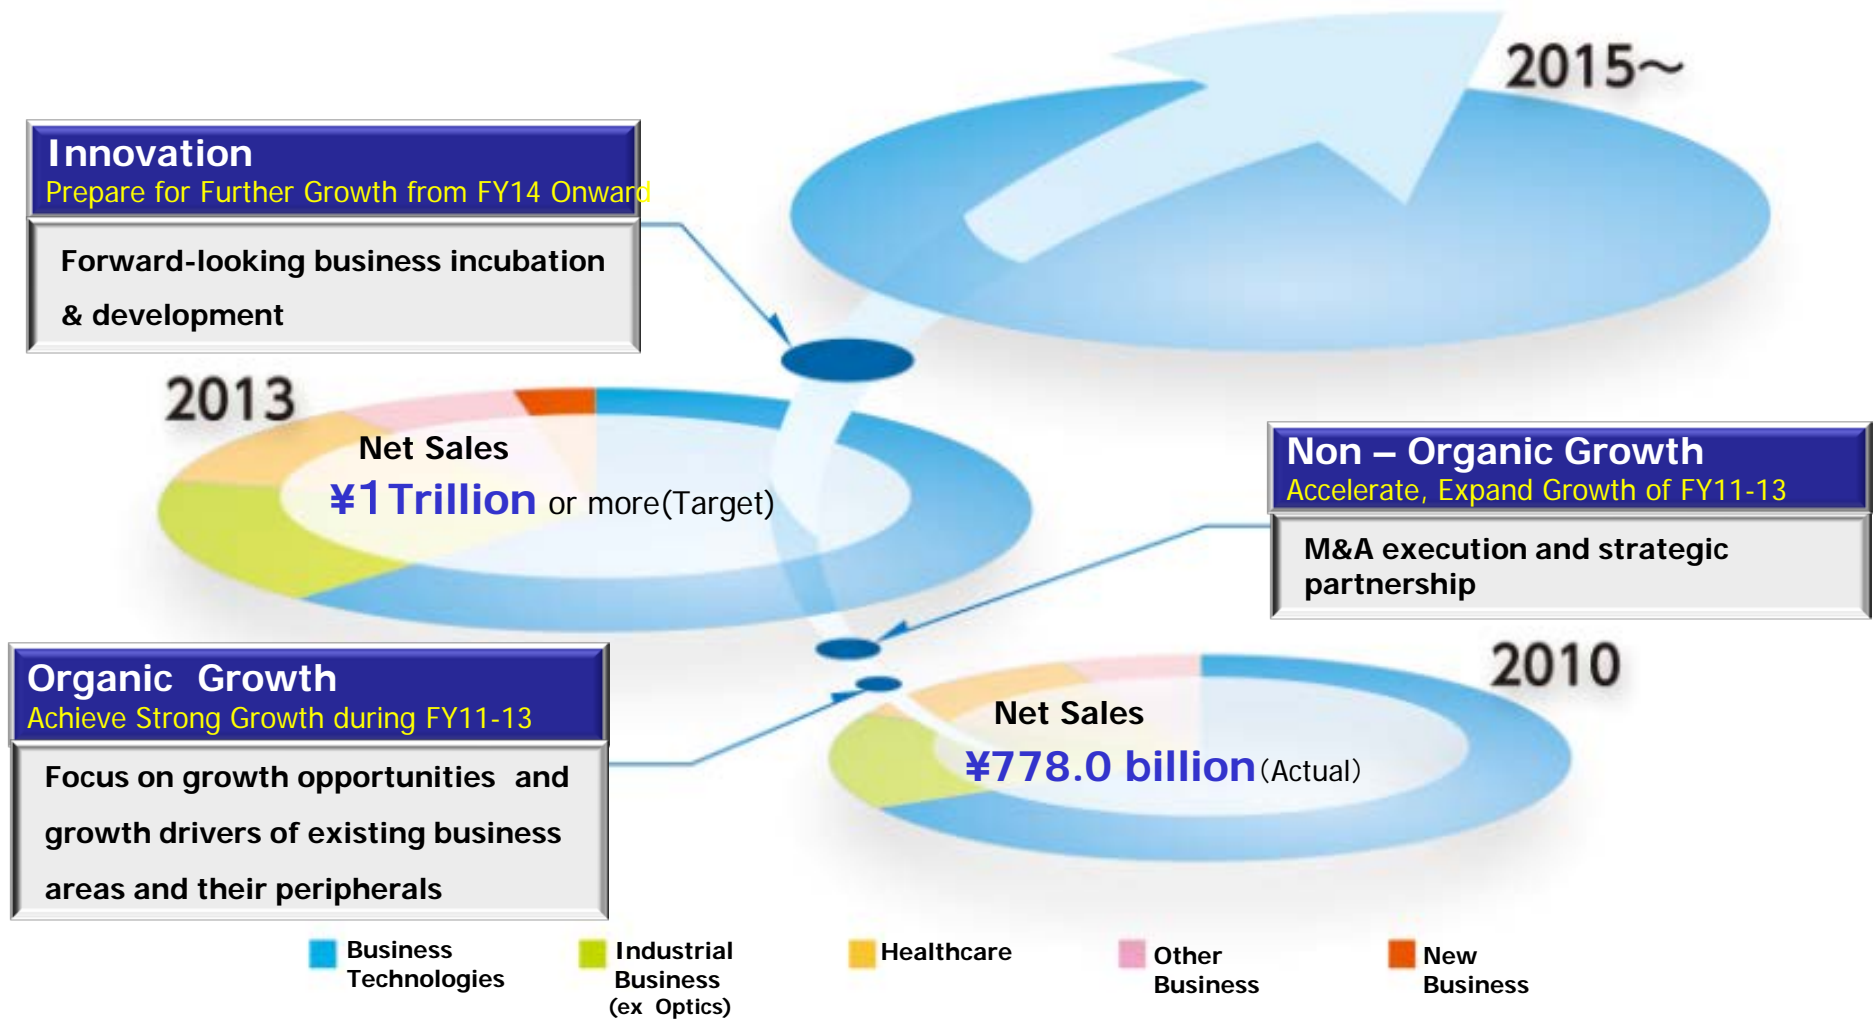 2015～
Innovation
Prepare for Further Growth from FY14 Onward
Forward-looking business incubation
& development
2013
Net Sales
¥1 Trillion or more(Target)
Non – Organic Growth
Accelerate, Expand Growth of FY11-13
M&A execution and strategic
partnership
Organic Growth
Achieve Strong Growth during FY11-13
Focus on growth opportunities and
growth drivers of existing business
areas and their peripherals
2010
Net Sales
¥778.0 billion（Actual）
Business
Technologies
Industrial
Business
(ex Optics)
Healthcare
Other
Business
New
Business